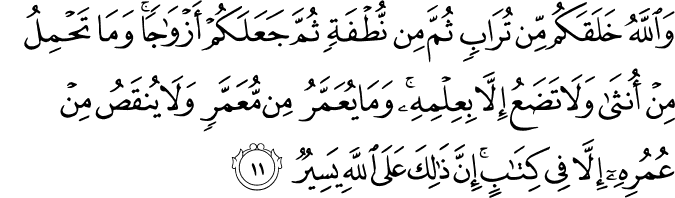 وَٱللَّهُ خَلَقَكُم مِّن تُرَابٍ ثُمَّ مِن نُّطْفَةٍ ثُمَّ جَعَلَكُمْ أَزْوَٰجًا ۚ وَمَا تَحْمِلُ
مِنْ أُنثَىٰ وَلَا تَضَعُ إِلَّا بِعِلْمِهِۦ ۚ وَمَا يُعَمَّرُ مِن مُّعَمَّرٍ وَلَا يُنقَصُ مِنْ
عُمُرِهِۦٓ إِلَّا فِى كِتَـٰبٍ ۚ إِنَّ ذَٰلِكَ عَلَى ٱللَّهِ يَسِيرٌ ١١